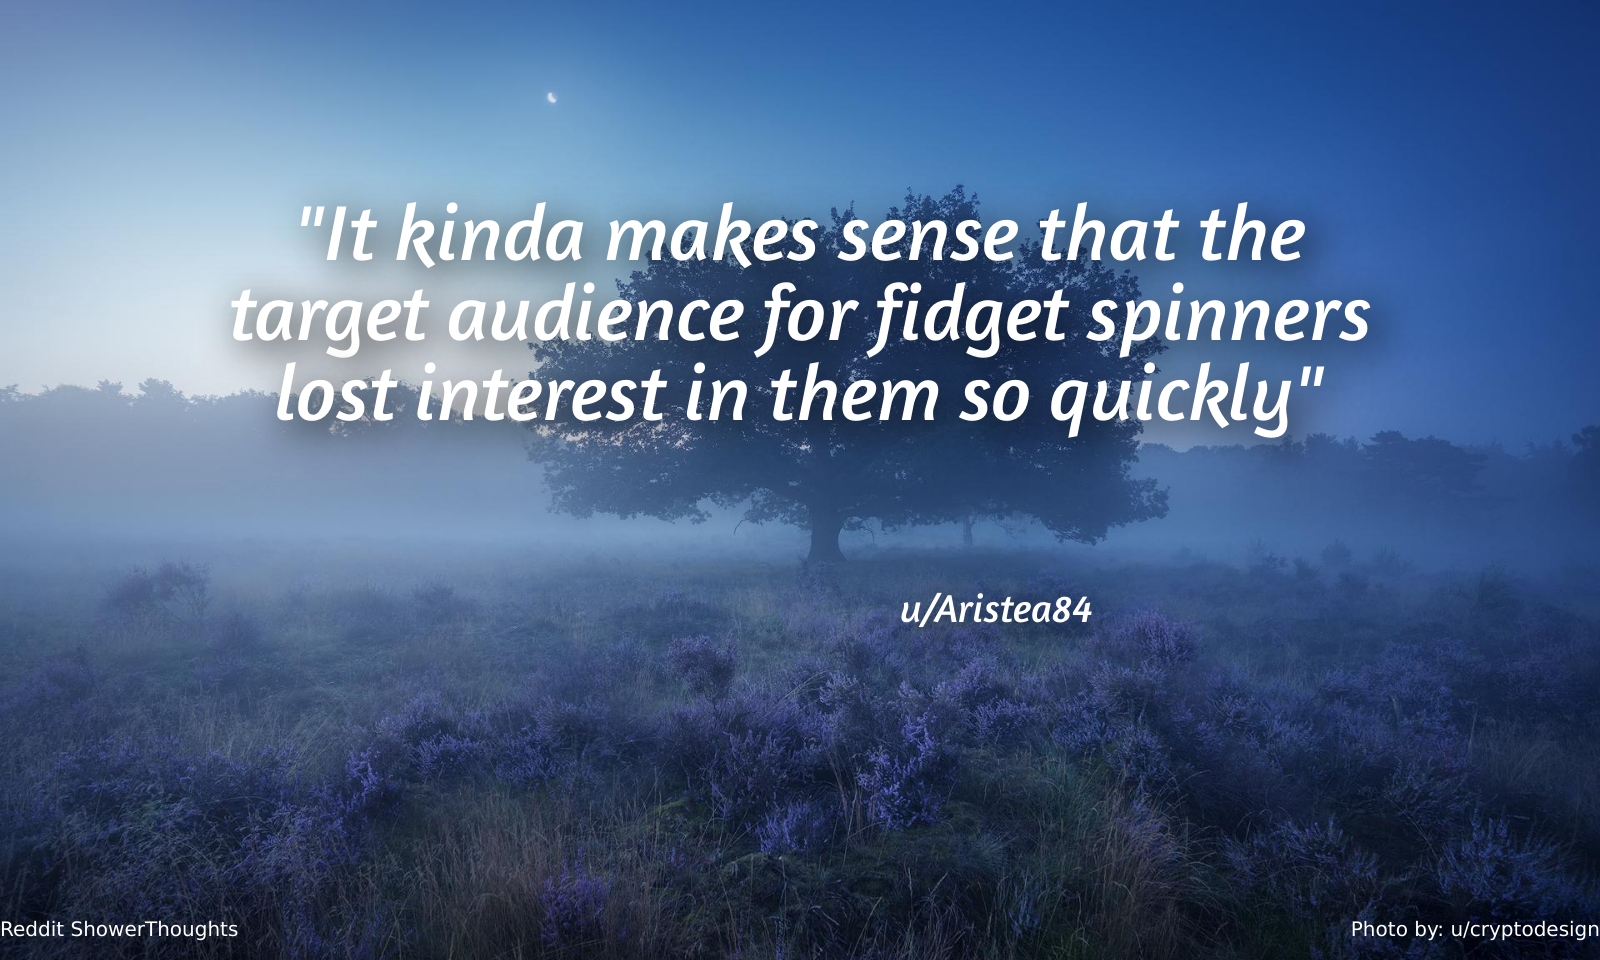 "It kinda makes sense that the
target audience for fidget spinners
lost interest in them so quickly"
u/Aristea84
Reddit ShowerThoughts
Photo by: u/cryptodesign